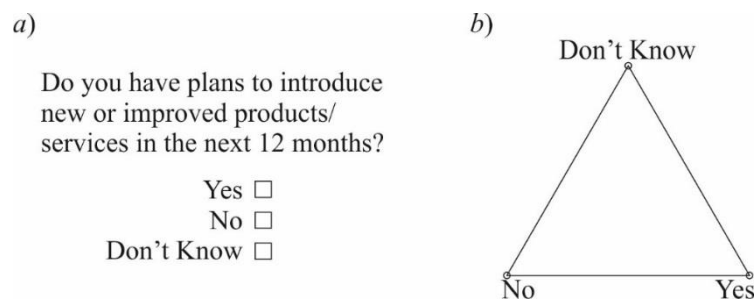 a)
Do you have plans to introduce
new or improved products/
services in the next 12 months?
Yes □
No □
Don't Know □
b)
Don't Know
No
Yes